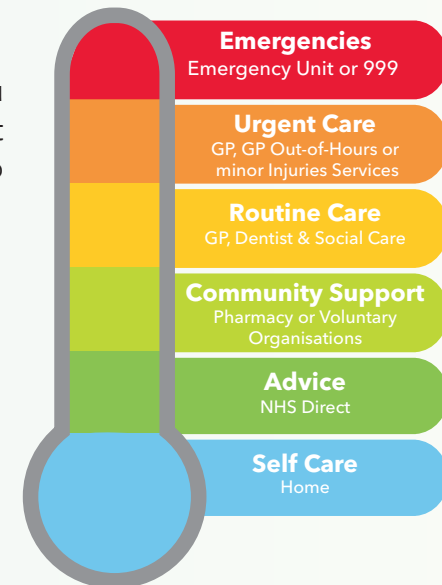 Emergencies
Emergency Unit or 999
Urgent Care
GP, GP Out-of-Hours or
minor Injuries Services
Routine Care
GP, Dentist & Social Care
Community Support
Pharmacy or Voluntary
Organisations
Advice
NHS Direct
Self Care
Home